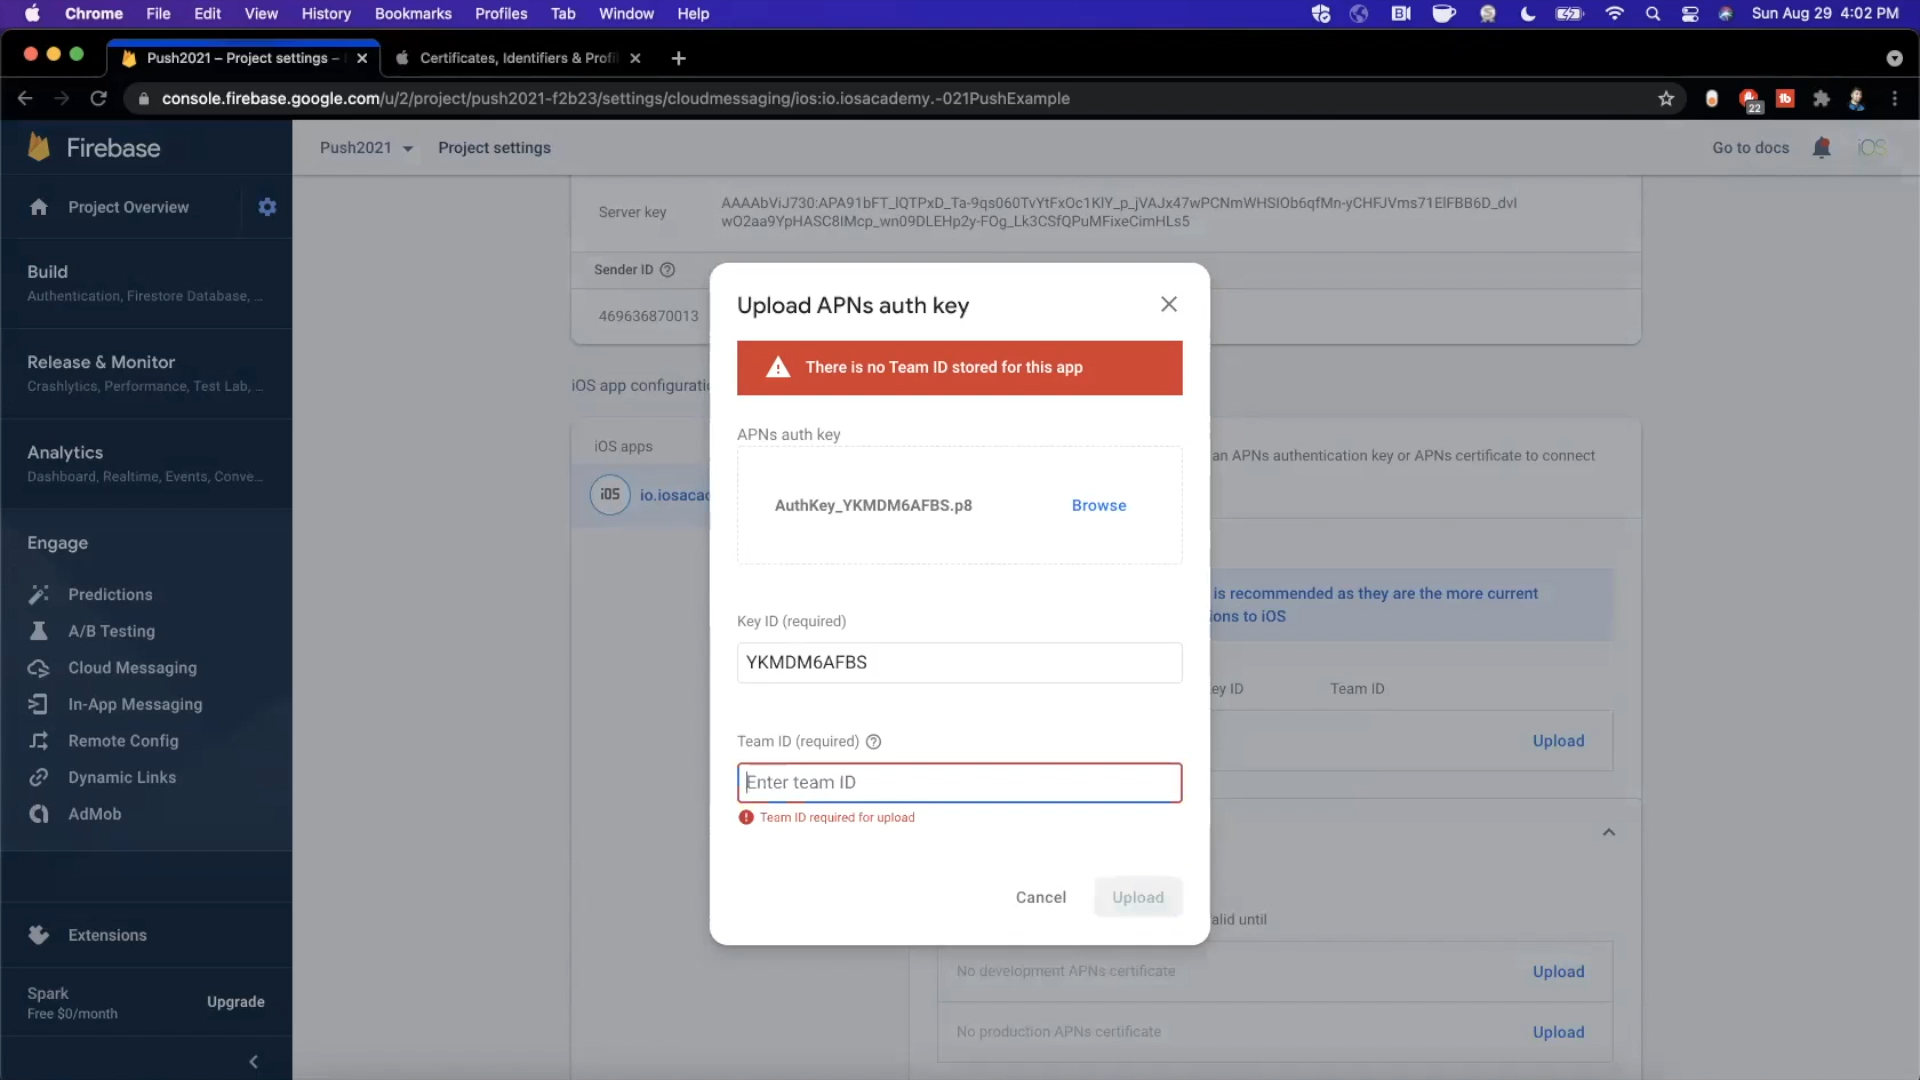 Chrome File Edit View History Bookmarks Profiles Tab Window Help
Sun Aug 29 4:02 PM
Push2021 – Project settings –
Certificates, Identifiers & Profi
console.firebase.google.com/u/2/project/push2021-f2b23/settings/cloudmessaging/ios:io.iosacademy.-021PushExample
22
tb
Firebase
Push2021
Project settings
Go to docs
iOS
Project Overview
Build
Authentication, Firestore Database, ...
Release & Monitor
Crashlytics, Performance, Test Lab, ...
Analytics
Dashboard, Realtime, Events, Conve...
Engage
Predictions
A/B Testing
Cloud Messaging
In-App Messaging
Remote Config
Dynamic Links
AdMob
Extensions
Spark
Free $0/month
Upgrade
Server key
AAAAbViJ730:APA91bFT_lQTPxD_Ta-9qs060TvYtFxOc1KlY_p_jVAJx47wPCNmWHSIOb6qfMn-yCHFJVms71ElFBB6D_dvI
wO2aa9YpHASC8IMcp_wn09DLEHp2y-FOg_Lk3CSfQPuMFixeCimHLs5
Sender ID
469636870013
iOS app configurati
iOS apps
iOS
io.iosacad
Upload APNs auth key
There is no Team ID stored for this app
APNs auth key
AuthKey_YKMDM6AFBS.p8
Browse
Key ID (required)
YKMDM6AFBS
Team ID (required)
Enter team ID
Team ID required for upload
Cancel
Upload
an APNs authentication key or APNs certificate to connect
is recommended as they are the more current
ions to iOS
ey ID
Team ID
Upload
alid until
No development APNs certificate
Upload
No production APNs certificate
Upload